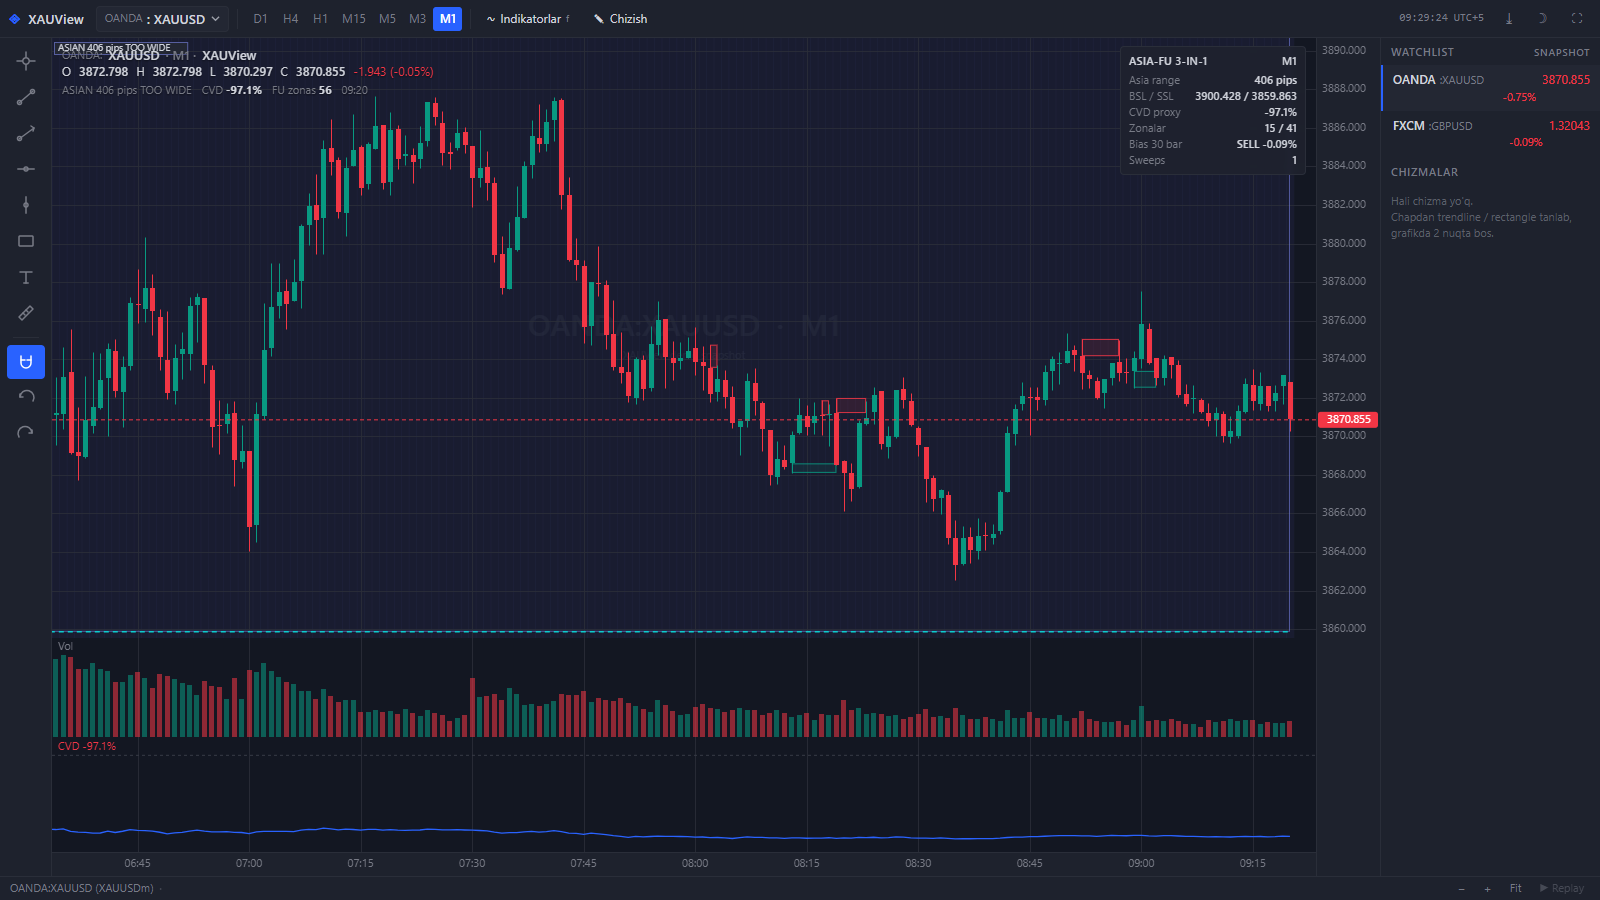 XAUView OANDA : XAUUSD D1 H4 H1 M15 M5 M3 M1 Indikatorlar f Chizish 09:29:24 UTC+5
ASIAN 406 pips TOO WIDE
OANDA: XAUUSD · M1 · XAUView
O 3872.798 H 3872.798 L 3870.297 C 3870.855 -1.943 (-0.05%)
ASIAN 406 pips TOO WIDE CVD -97.1% FU zonas 56 09:20
ASIA-FU 3-IN-1 M1
Asia range 406 pips
BSL / SSL 3900.428 / 3859.863
CVD proxy -97.1%
Zonalar 15 / 41
Bias 30 bar SELL -0.09%
Sweeps 1
OANDA:XAUUSD · M1
3890.000
3888.000
3886.000
3884.000
3882.000
3880.000
3878.000
3876.000
3874.000
3872.000
3870.855
3870.000
3868.000
3866.000
3864.000
3862.000
3860.000
WATCHLIST SNAPSHOT
OANDA :XAUUSD 3870.855
-0.75%
FXCM :GBPUSD 1.32043
-0.09%
CHIZMALAR
Hali chizma yo'q.
Chapdan trendline / rectangle tanlab,
grafikda 2 nuqta bos.
Vol
CVD -97.1%
06:45 07:00 07:15 07:30 07:45 08:00 08:15 08:30 08:45 09:00 09:15
OANDA:XAUUSD (XAUUSDm) · − + Fit Replay